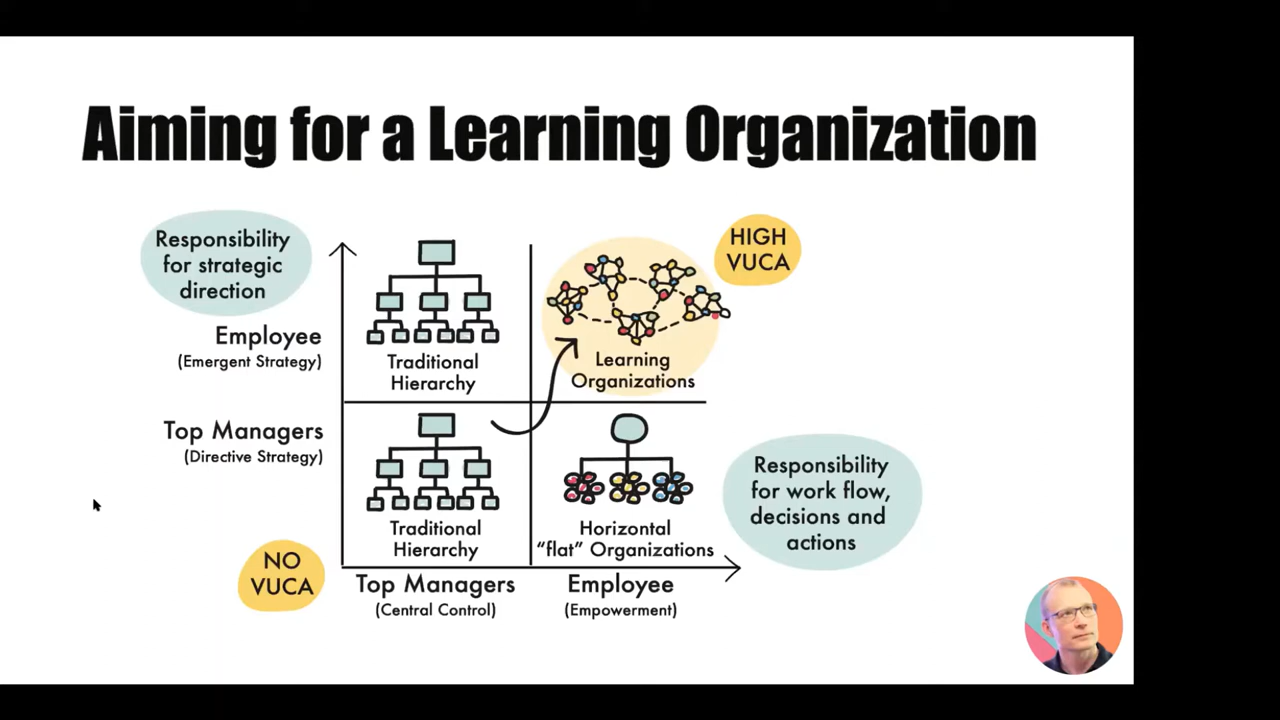 Aiming for a Learning Organization
Responsibility
for strategic
direction
HIGH
VUCA
Employee
(Emergent Strategy)
Traditional
Hierarchy
Learning
Organizations
Top Managers
(Directive Strategy)
Traditional
Hierarchy
Horizontal
“flat” Organizations
Responsibility
for work flow,
decisions and
actions
NO
VUCA
Top Managers
(Central Control)
Employee
(Empowerment)